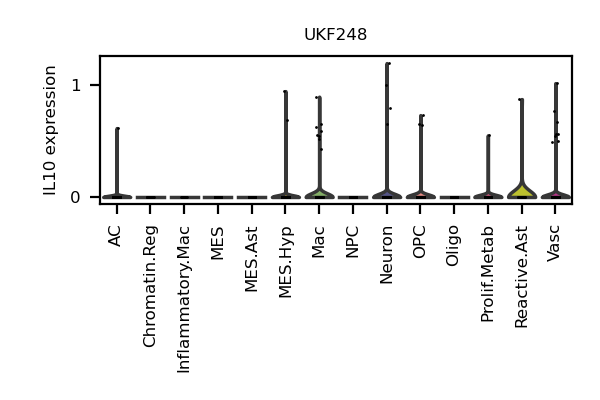 UKF248
IL10 expression
1
0
AC
Chromatin.Reg
Inflammatory.Mac
MES
MES.Ast
MES.Hyp
Mac
NPC
Neuron
OPC
Oligo
Prolif.Metab
Reactive.Ast
Vasc